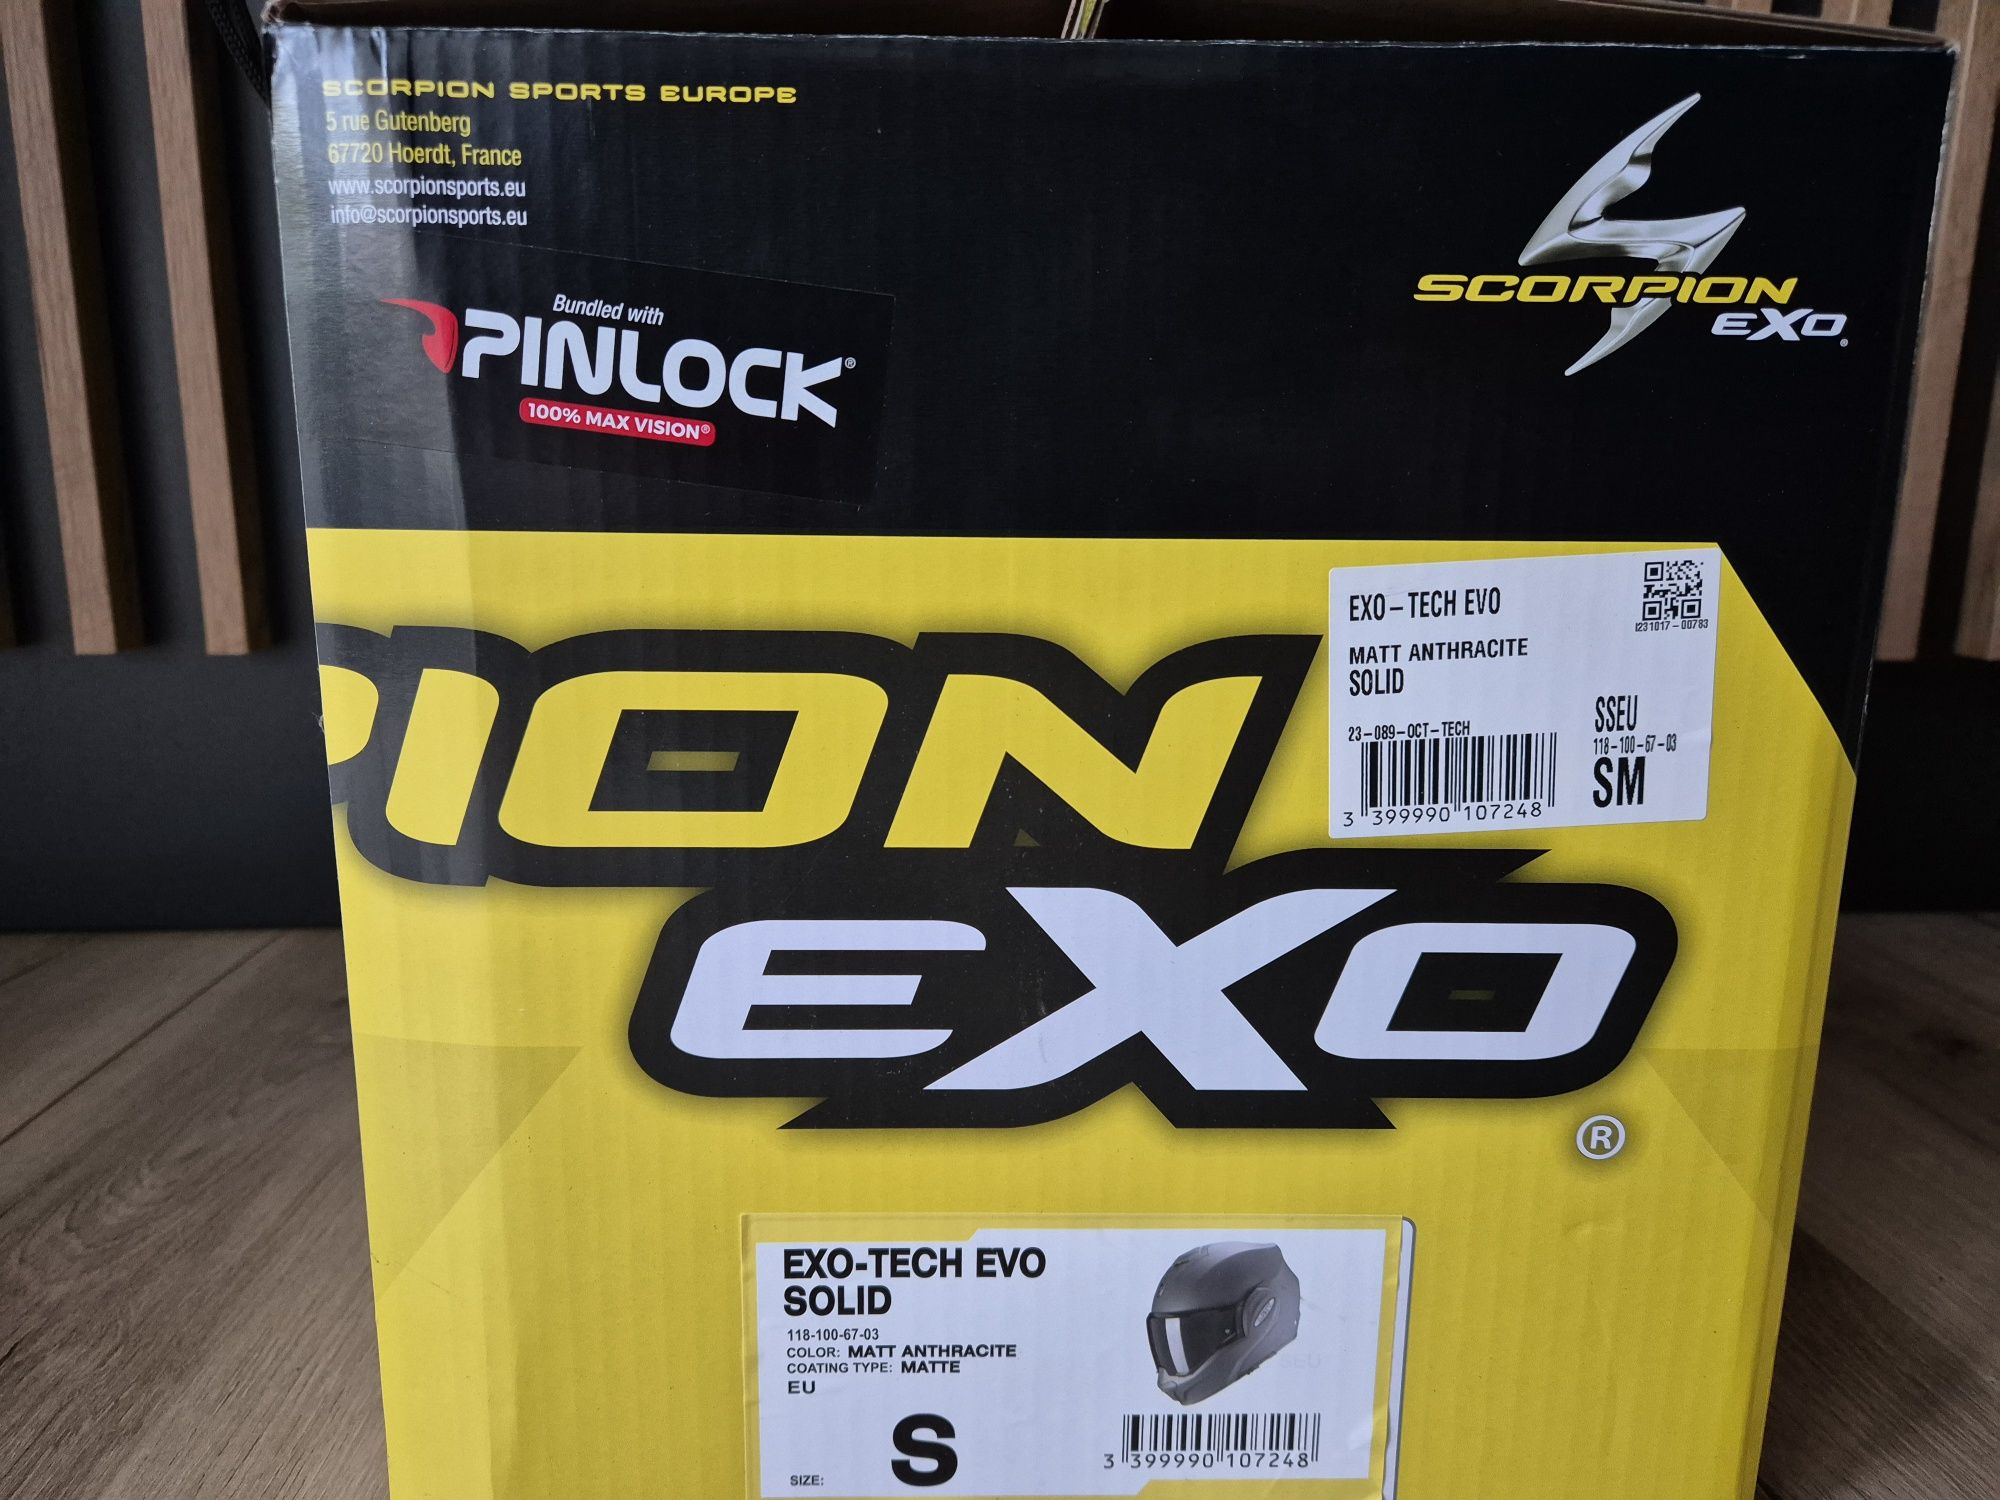 SCORPION SPORTS EUROPE
5 rue Gutenberg
67720 Hoerdt, France
www.scorpionsports.eu
info@scorpionsports.eu
Bundled with
PINLOCK®
100% MAX VISION®
SCORPION
EXO®
EXO-TECH EVO
MATT ANTHRACITE
SOLID
I231017-00783
23-089-OCT-TECH
3 399990 107248
SSEU
118-100-67-03
SM
PION
EXO
®
EXO-TECH EVO
SOLID
118-100-67-03
COLOR: MATT ANTHRACITE
COATING TYPE: MATTE
EU
SIZE: S
3 399990 107248